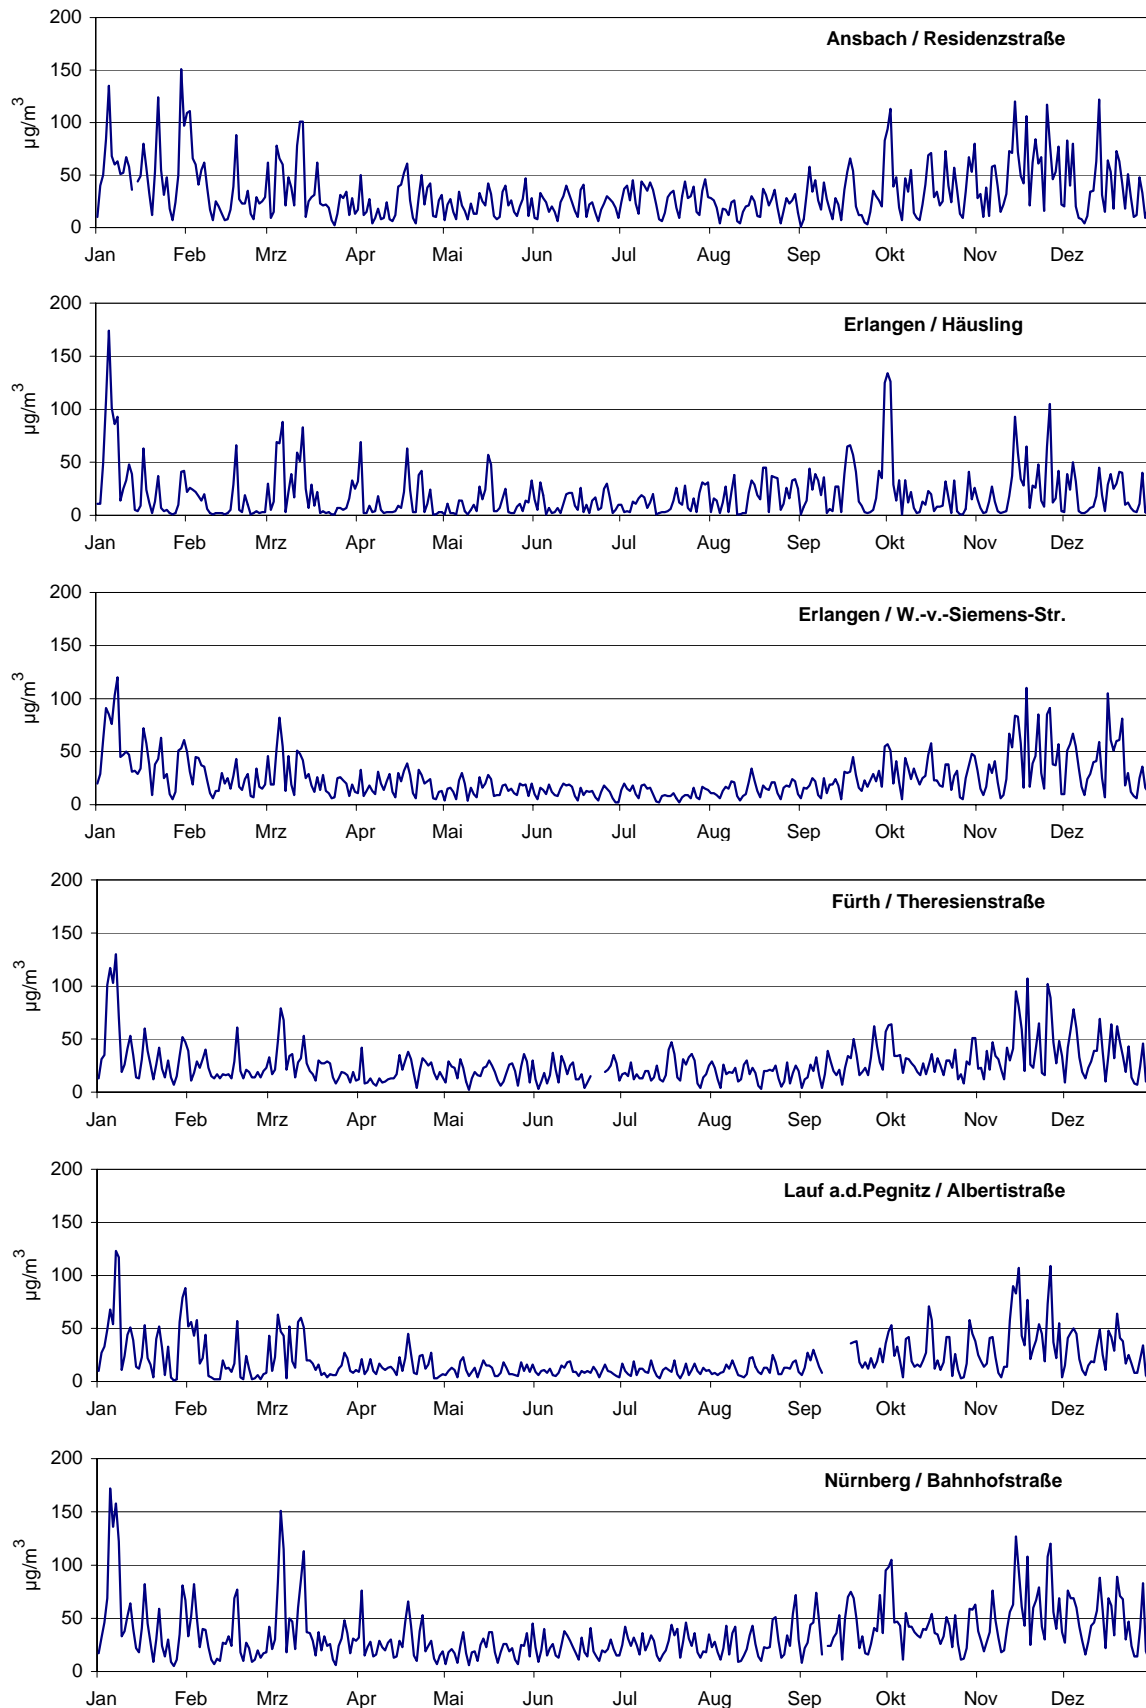 200
150
100
50
0
µg/m³
Ansbach / Residenzstraße
Jan Feb Mrz Apr Mai Jun Jul Aug Sep Okt Nov Dez
200
150
100
50
0
µg/m³
Erlangen / Häusling
Jan Feb Mrz Apr Mai Jun Jul Aug Sep Okt Nov Dez
200
150
100
50
0
µg/m³
Erlangen / W.-v.-Siemens-Str.
Jan Feb Mrz Apr Mai Jun Jul Aug Sep Okt Nov Dez
200
150
100
50
0
µg/m³
Fürth / Theresienstraße
Jan Feb Mrz Apr Mai Jun Jul Aug Sep Okt Nov Dez
200
150
100
50
0
µg/m³
Lauf a.d.Pegnitz / Albertistraße
Jan Feb Mrz Apr Mai Jun Jul Aug Sep Okt Nov Dez
200
150
100
50
0
µg/m³
Nürnberg / Bahnhofstraße
Jan Feb Mrz Apr Mai Jun Jul Aug Sep Okt Nov Dez